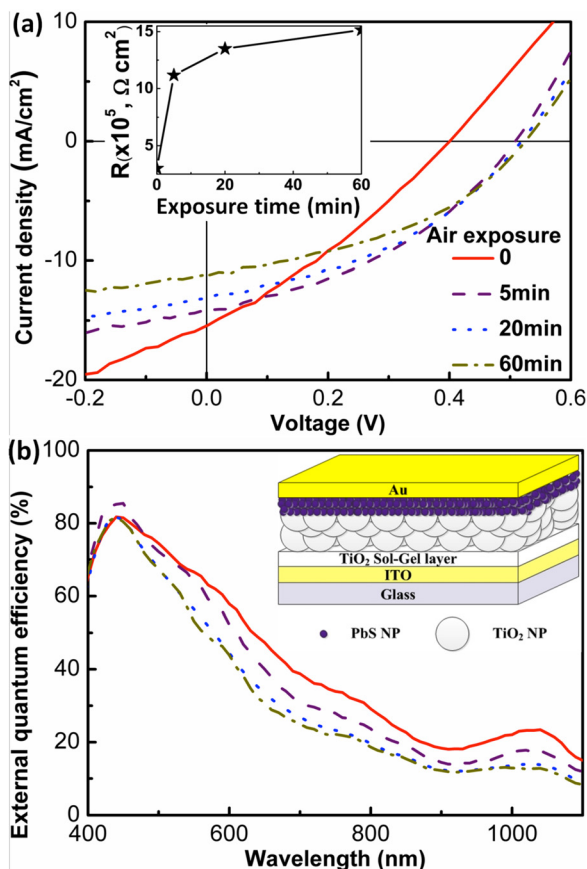 (a)
10
0
-10
-20
Current density (mA/cm²)
-0.2 0.0 0.2 0.4 0.6
Voltage (V)
15
10
5
R(x10⁵, Ω cm²)
0 20 40 60
Exposure time (min)
Air exposure
0
5min
20min
60min
(b)
100
80
60
40
20
0
External quantum efficiency (%)
400 600 800 1000
Wavelength (nm)
Au
TiO₂ Sol-Gel layer
ITO
Glass
PbS NP TiO₂ NP